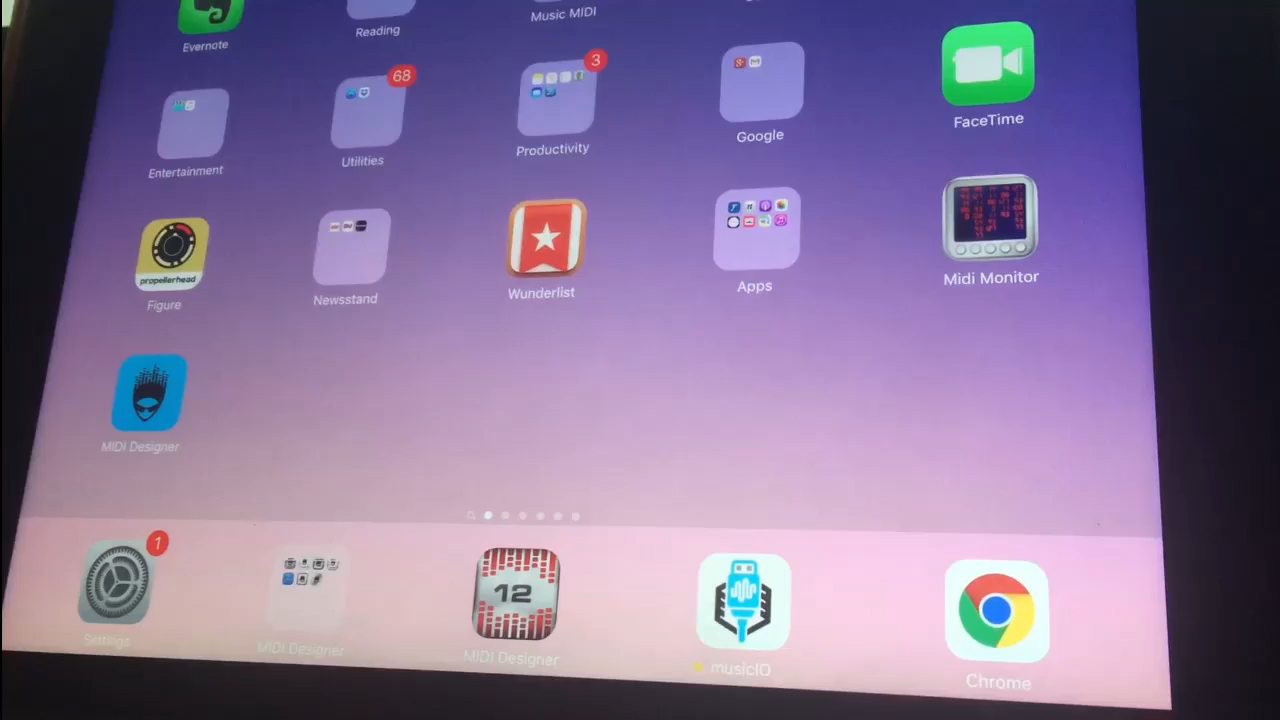 Evernote
Reading
Music MIDI
Entertainment
68
Utilities
3
Productivity
Google
FaceTime
propellerhead
Figure
Newsstand
Wunderlist
Apps
Midi Monitor
MIDI Designer
1
Settings
MIDI Designer
12
MIDI Designer
musicIO
Chrome